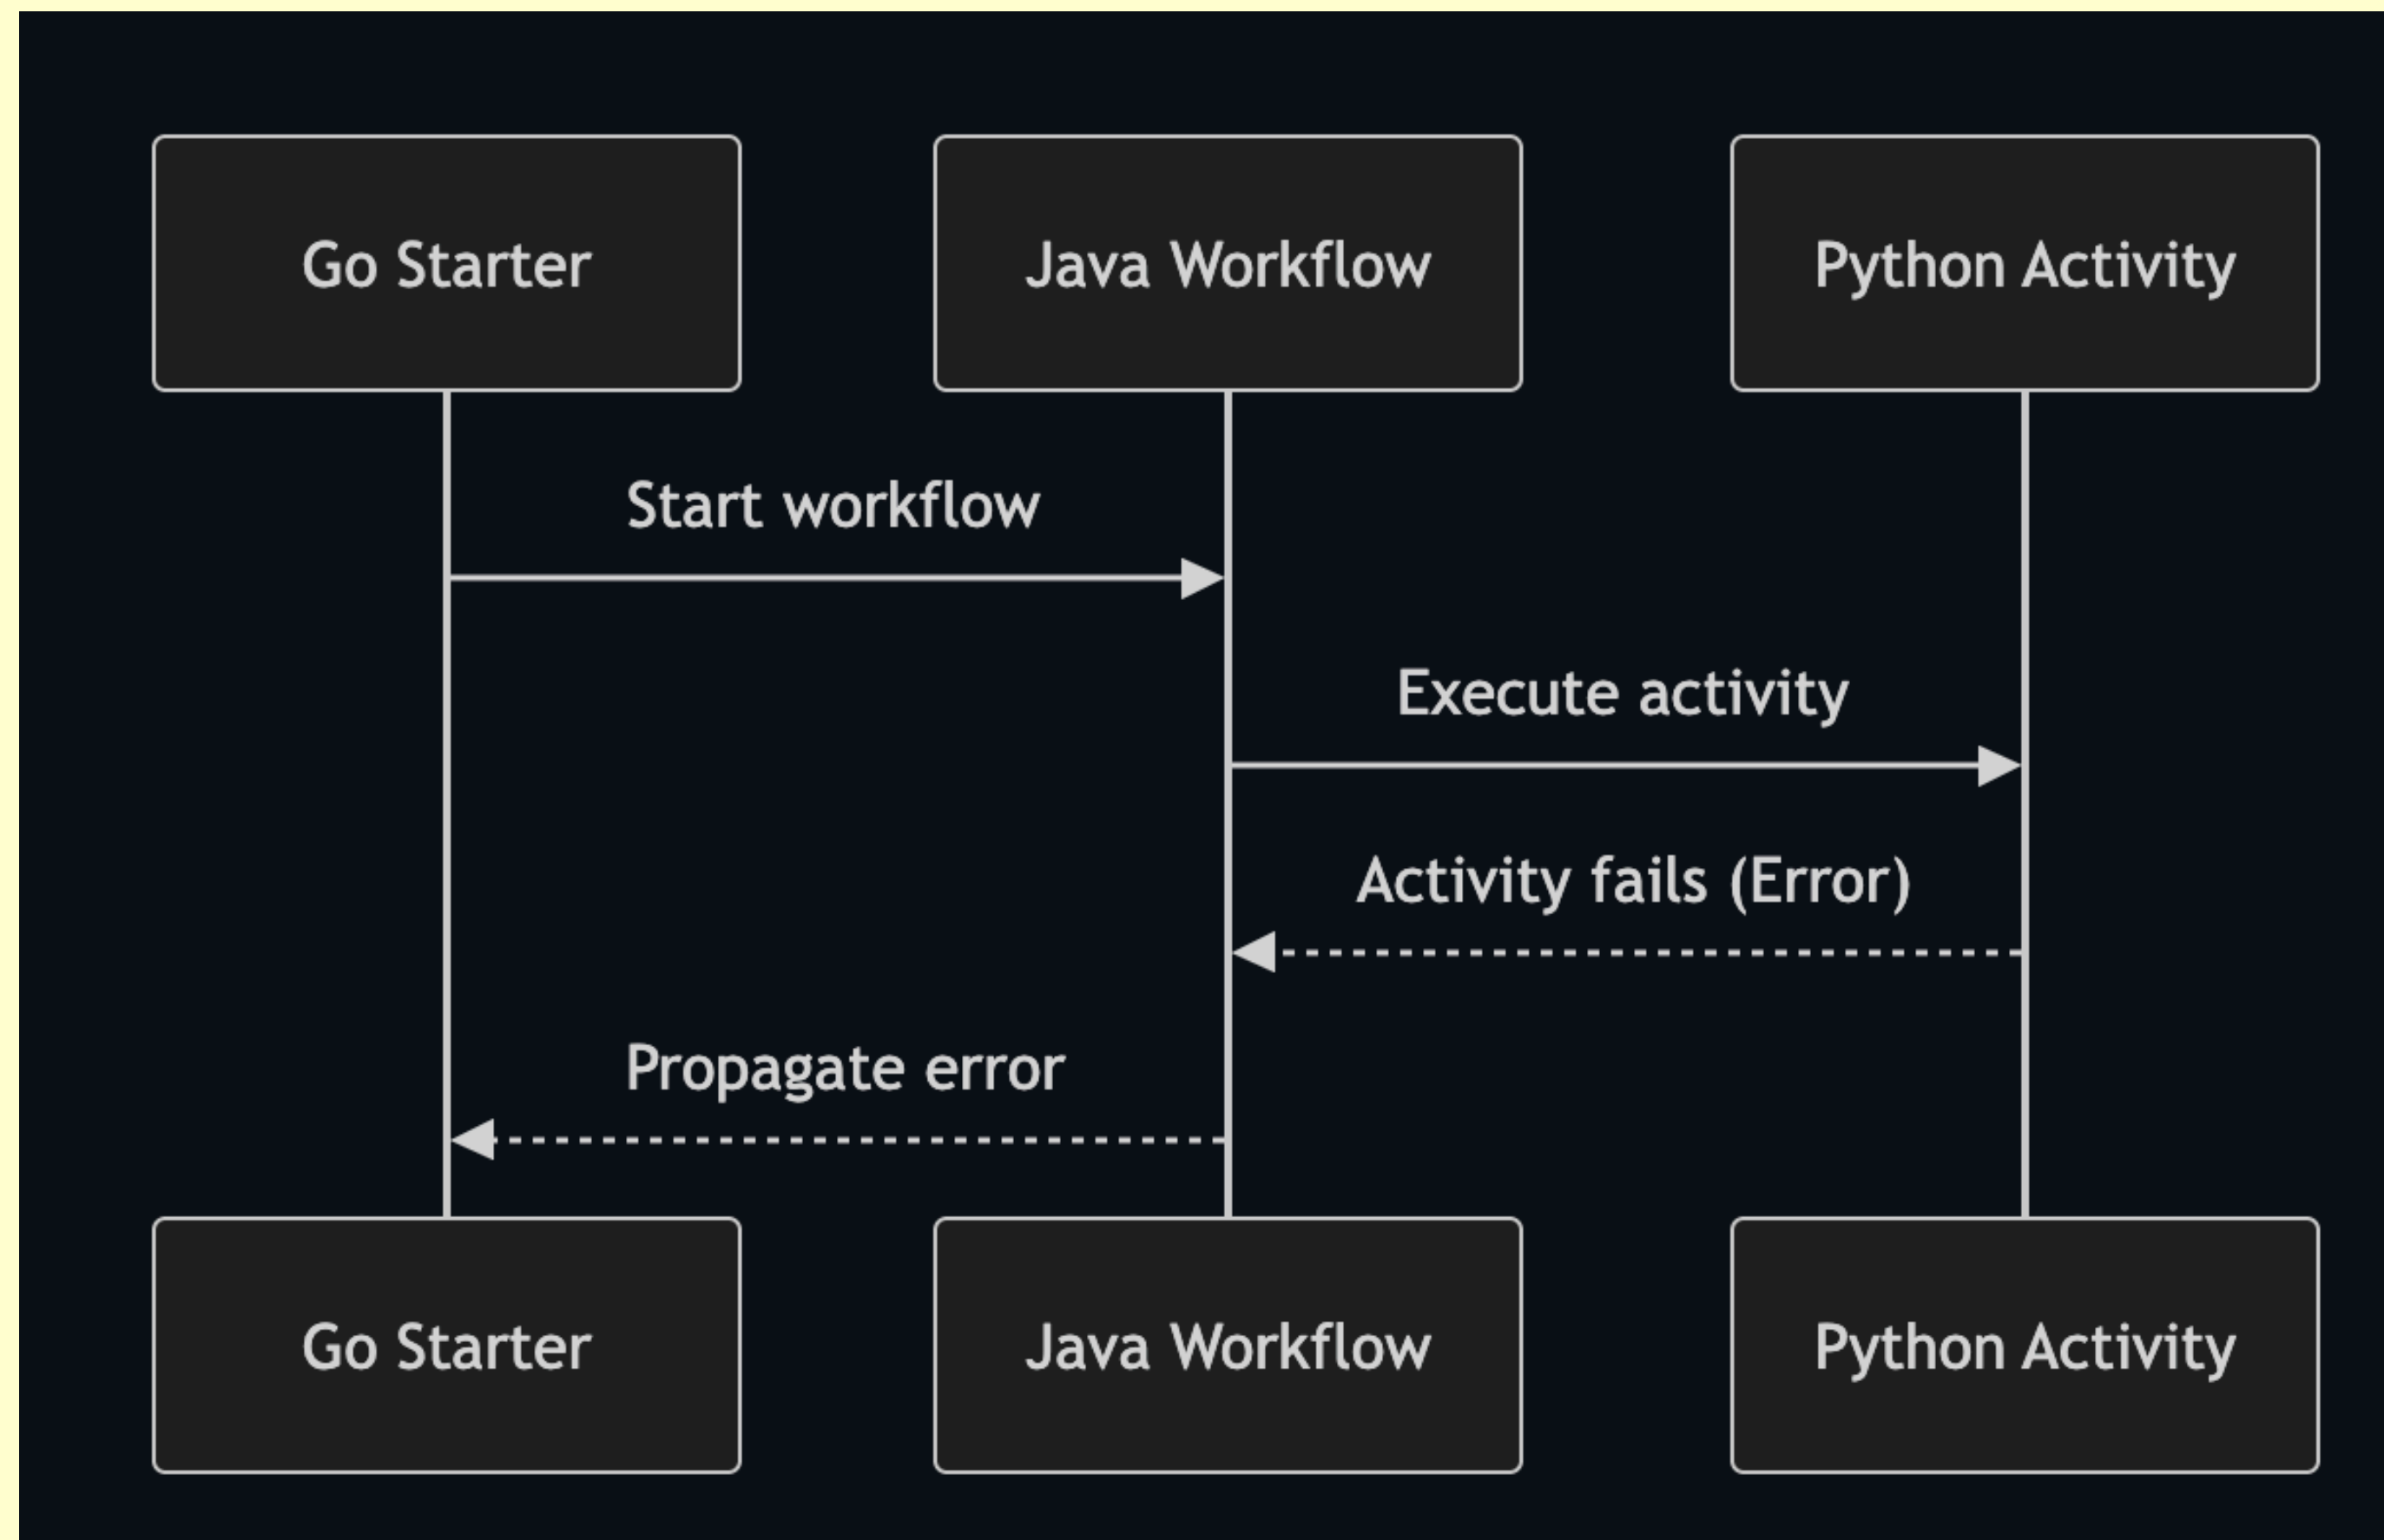 Go Starter
Java Workflow
Python Activity
Start workflow
Execute activity
Activity fails (Error)
Propagate error
Go Starter
Java Workflow
Python Activity